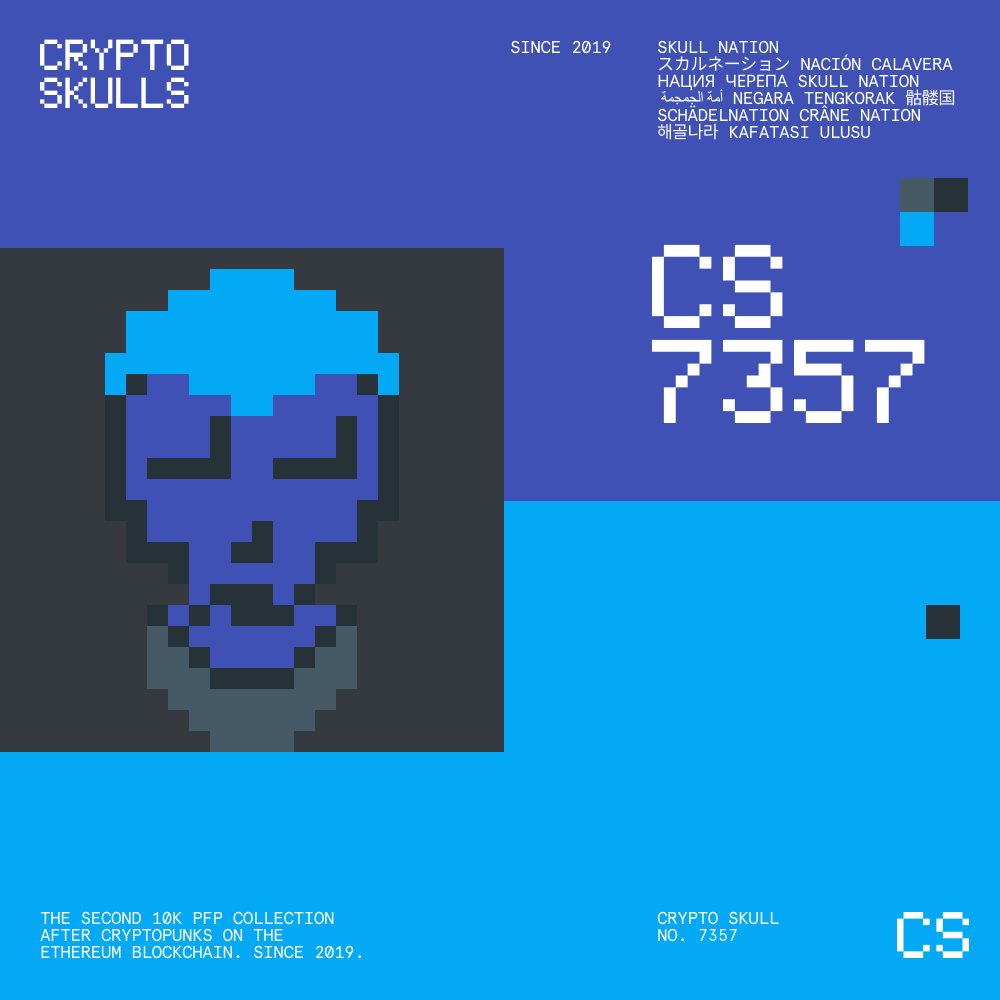 CRYPTO
SKULLS
SINCE 2019
SKULL NATION
スカルネーション NACIÓN CALAVERA
НАЦИЯ ЧЕРЕПА SKULL NATION
أمة الجمجمة NEGARA TENGKORAK 骷髅国
SCHÄDELNATION CRÂNE NATION
해골나라 KAFATASI ULUSU
CS
7357
THE SECOND 10K PFP COLLECTION
AFTER CRYPTOPUNKS ON THE
ETHEREUM BLOCKCHAIN. SINCE 2019.
CRYPTO SKULL
NO. 7357
CS